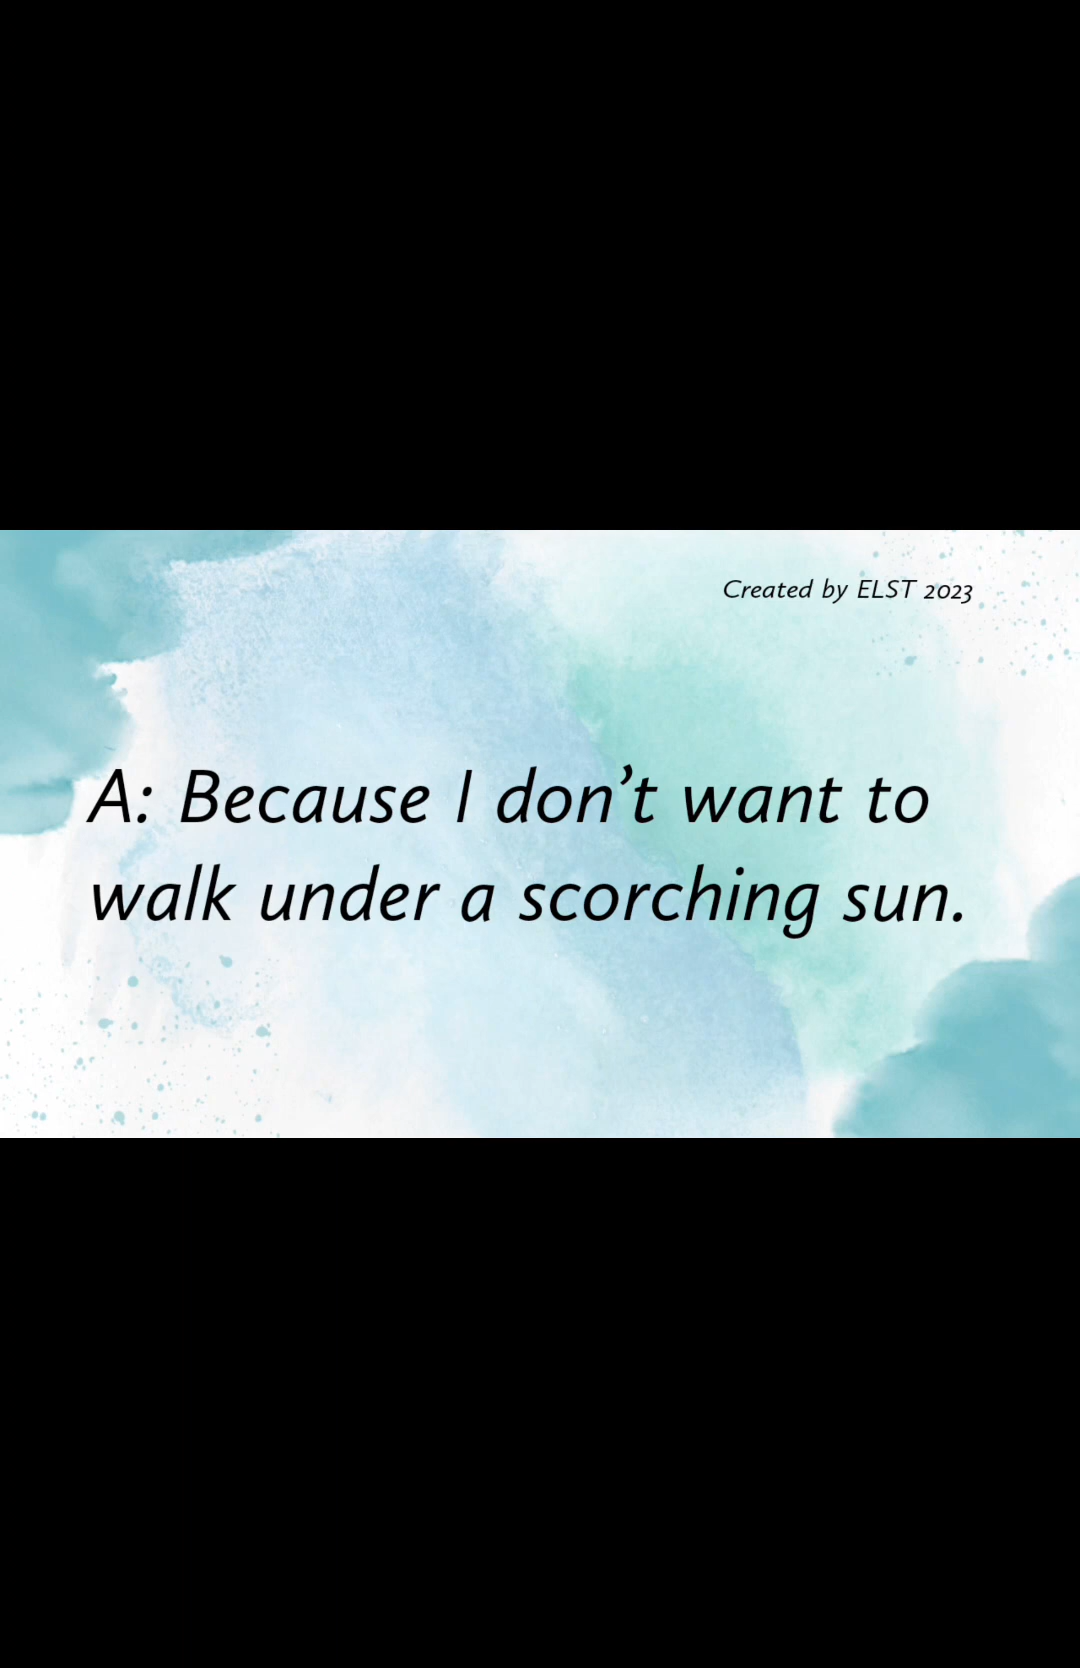 Created by ELST 2023
A: Because I don’t want to
walk under a scorching sun.